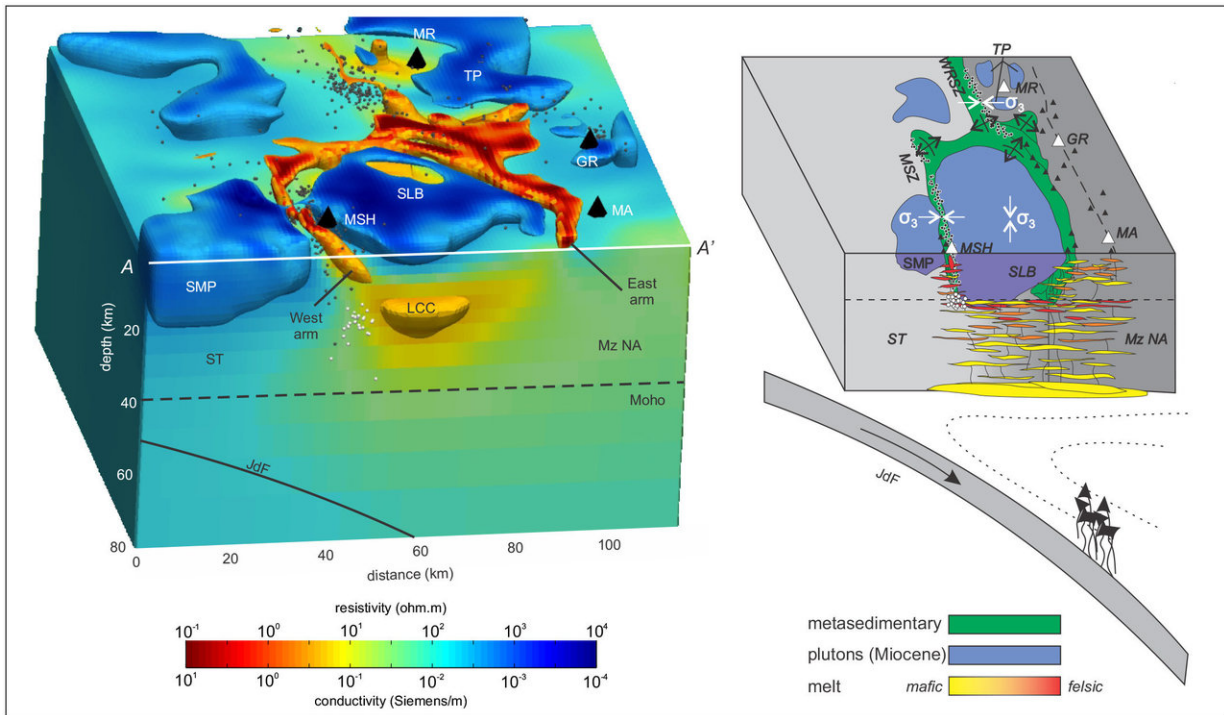 MR
TP
GR
SLB
MA
MSH
A
A'
SMP
LCC
West
arm
East
arm
ST
Mz NA
Moho
JdF
depth (km)
20
40
60
80
0
20
40
60
80
100
distance (km)
resistivity (ohm.m)
10-1 100 101 102 103 104
101 100 10-1 10-2 10-3 10-4
conductivity (Siemens/m)
TP
WRSZ
MR
σ3
GR
MSZ
σ3
σ3
MSH
MA
SMP
SLB
ST
Mz NA
JdF
metasedimentary
plutons (Miocene)
melt mafic felsic